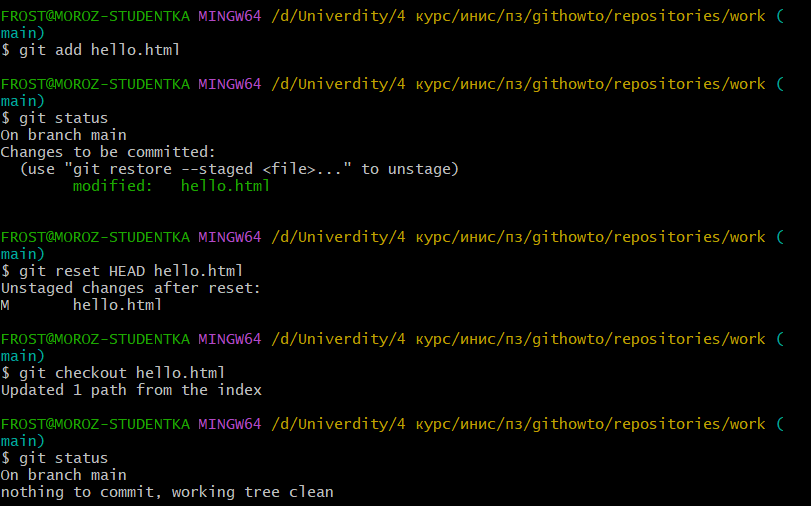 FROST@MOROZ-STUDENTKA MINGW64 /d/Univerdity/4 курс/инис/пз/githowto/repositories/work (
main)
$ git add hello.html
FROST@MOROZ-STUDENTKA MINGW64 /d/Univerdity/4 курс/инис/пз/githowto/repositories/work (
main)
$ git status
On branch main
Changes to be committed:
  (use "git restore --staged <file>..." to unstage)
        modified:   hello.html
FROST@MOROZ-STUDENTKA MINGW64 /d/Univerdity/4 курс/инис/пз/githowto/repositories/work (
main)
$ git reset HEAD hello.html
Unstaged changes after reset:
M       hello.html
FROST@MOROZ-STUDENTKA MINGW64 /d/Univerdity/4 курс/инис/пз/githowto/repositories/work (
main)
$ git checkout hello.html
Updated 1 path from the index
FROST@MOROZ-STUDENTKA MINGW64 /d/Univerdity/4 курс/инис/пз/githowto/repositories/work (
main)
$ git status
On branch main
nothing to commit, working tree clean